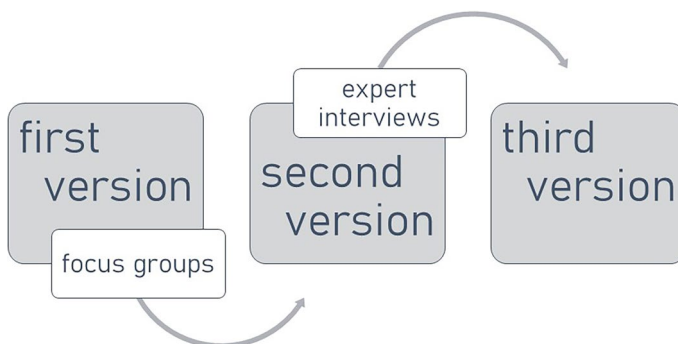 first
version
focus groups
expert
interviews
second
version
third
version